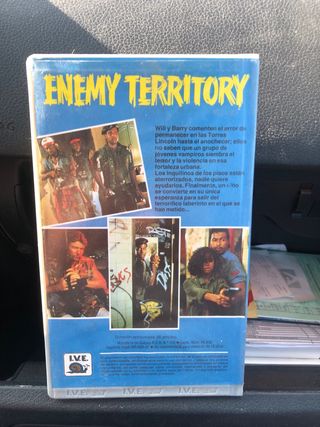 ENEMY TERRITORY
Will y Barry comenten el error de
permanecer en las Torres
Lincoln hasta el anochecer; ellos
no saben que un grupo de
jóvenes vampiros siembra el
terror y la violencia en esa
fortaleza urbana.
Los inquilinos de los pisos están
aterrorizados, nadie quiere
ayudarles. Finalmente, un niño
se convierte en su única
esperanza para salir del
terrorífico laberinto en el que se
han metido...
I.V.E.
I.V.E. I.V.E. I.V.E.